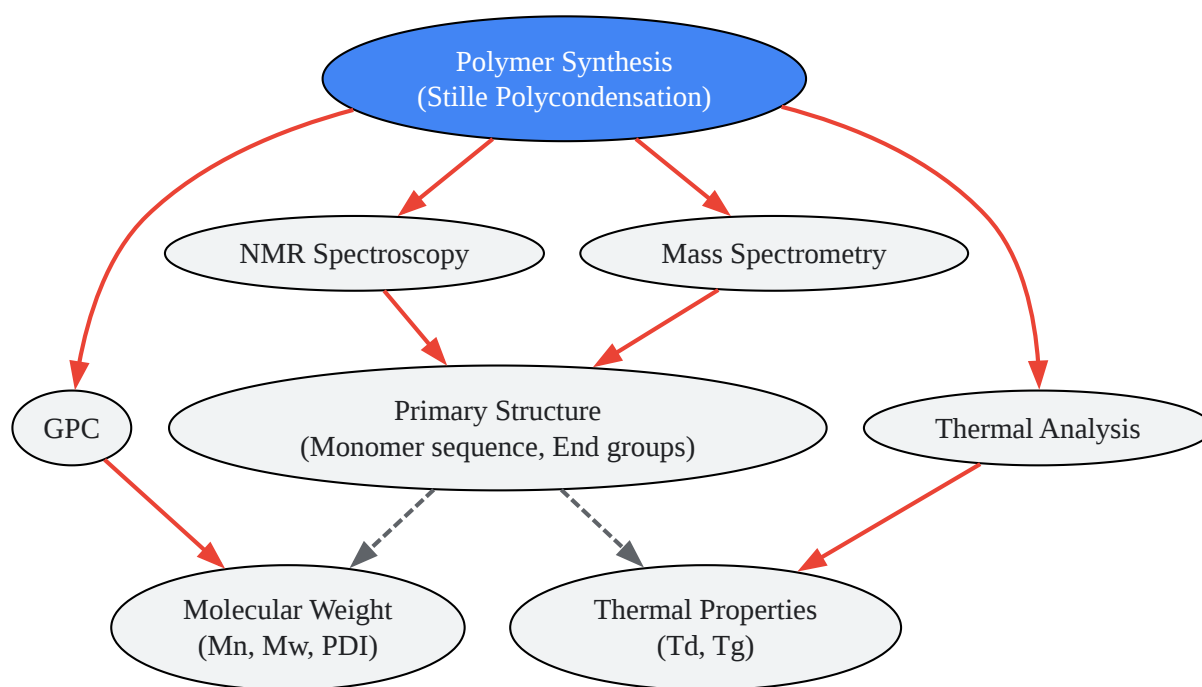 Polymer Synthesis
(Stille Polycondensation)
NMR Spectroscopy
Mass Spectrometry
GPC
Primary Structure
(Monomer sequence, End groups)
Thermal Analysis
Molecular Weight
(Mn, Mw, PDI)
Thermal Properties
(Td, Tg)